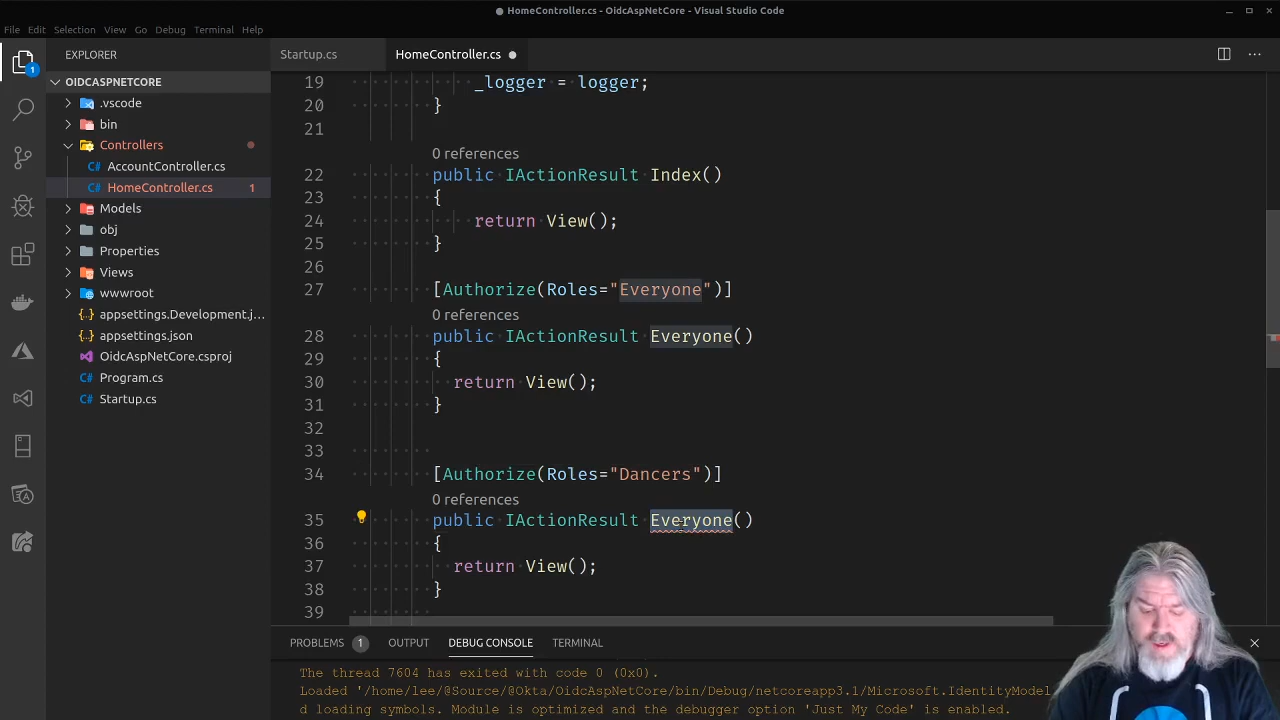 ● HomeController.cs - OidcAspNetCore - Visual Studio Code
File Edit Selection View Go Debug Terminal Help
EXPLORER
Startup.cs
HomeController.cs ●
OIDCASPNETCORE
.vscode
bin
Controllers
C# AccountController.cs
C# HomeController.cs 1
Models
obj
Properties
Views
wwwroot
{..} appsettings.Development.j...
{..} appsettings.json
OidcAspNetCore.csproj
C# Program.cs
C# Startup.cs
1
19 _logger = logger;
20 }
21
0 references
22 public IActionResult Index()
23 {
24 return View();
25 }
26
27 [Authorize(Roles="Everyone")]
0 references
28 public IActionResult Everyone()
29 {
30 return View();
31 }
32
33
34 [Authorize(Roles="Dancers")]
0 references
35 public IActionResult Everyone()
36 {
37 return View();
38 }
39
PROBLEMS 1 OUTPUT DEBUG CONSOLE TERMINAL
The thread 7604 has exited with code 0 (0x0).
Loaded '/home/lee/@Source/@Okta/OidcAspNetCore/bin/Debug/netcoreapp3.1/Microsoft.IdentityModel
d loading symbols. Module is optimized and the debugger option 'Just My Code' is enabled.